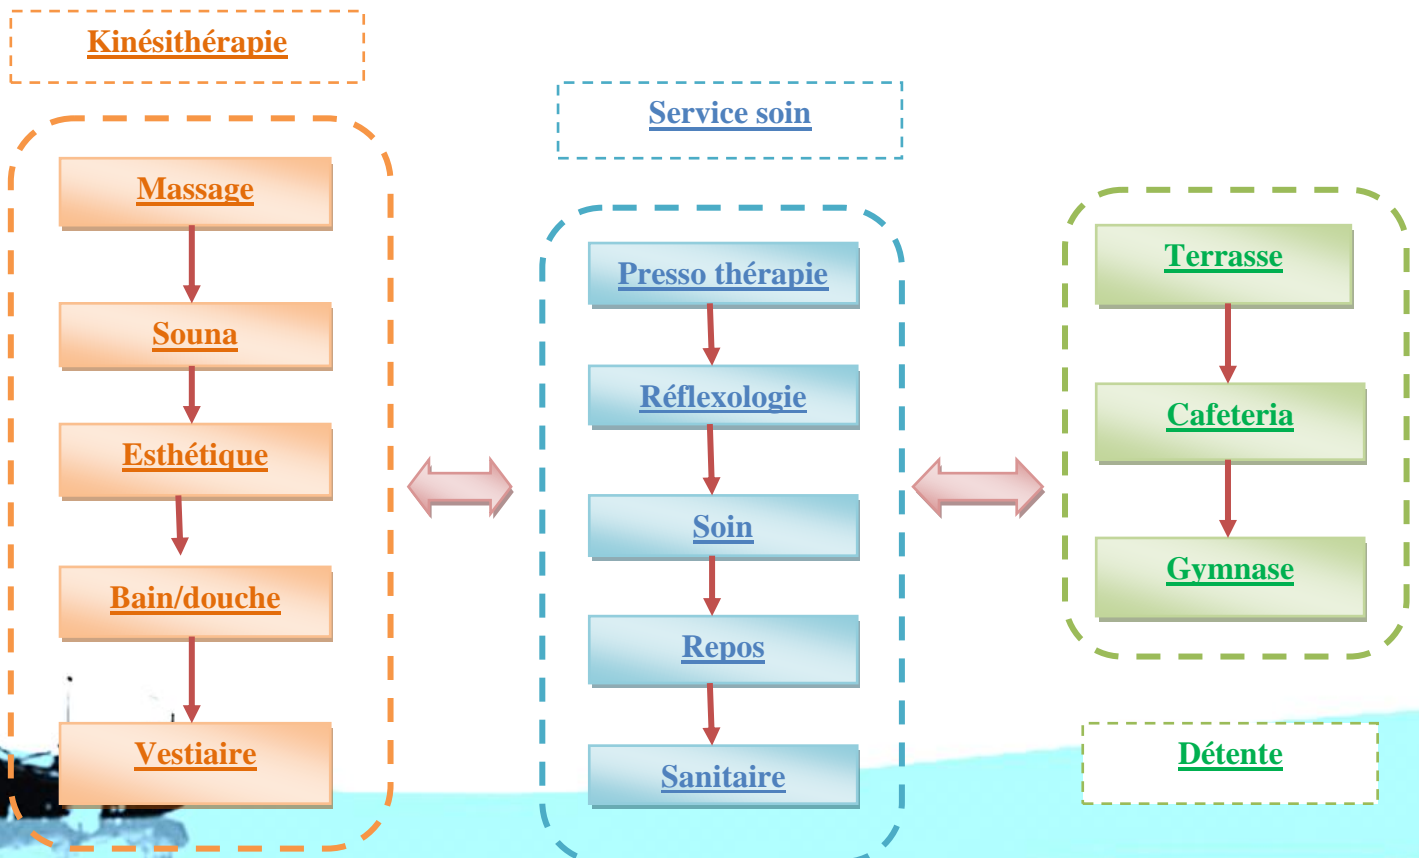 Kinésithérapie
Massage
Souna
Esthétique
Bain/douche
Vestiaire
Service soin
Presso thérapie
Réflexologie
Soin
Repos
Sanitaire
Terrasse
Cafeteria
Gymnase
Détente